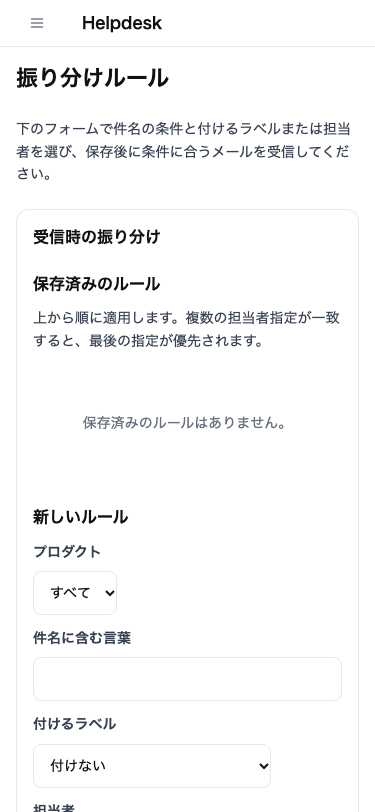 Helpdesk
振り分けルール
下のフォームで件名の条件と付けるラベルまたは担当
者を選び、保存後に条件に合うメールを受信してくだ
さい。
受信時の振り分け
保存済みのルール
上から順に適用します。複数の担当者指定が一致
すると、最後の指定が優先されます。
保存済みのルールはありません。
新しいルール
プロダクト
すべて
件名に含む言葉
付けるラベル
付けない
担当者